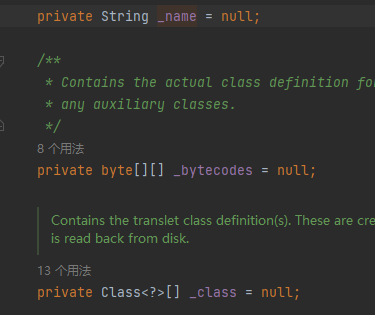 private String _name = null;
/**
* Contains the actual class definition for
* any auxiliary classes.
*/
8 个用法
private byte[][] _bytecodes = null;
Contains the translet class definition(s). These are cre
is read back from disk.
13 个用法
private Class<?>[] _class = null;